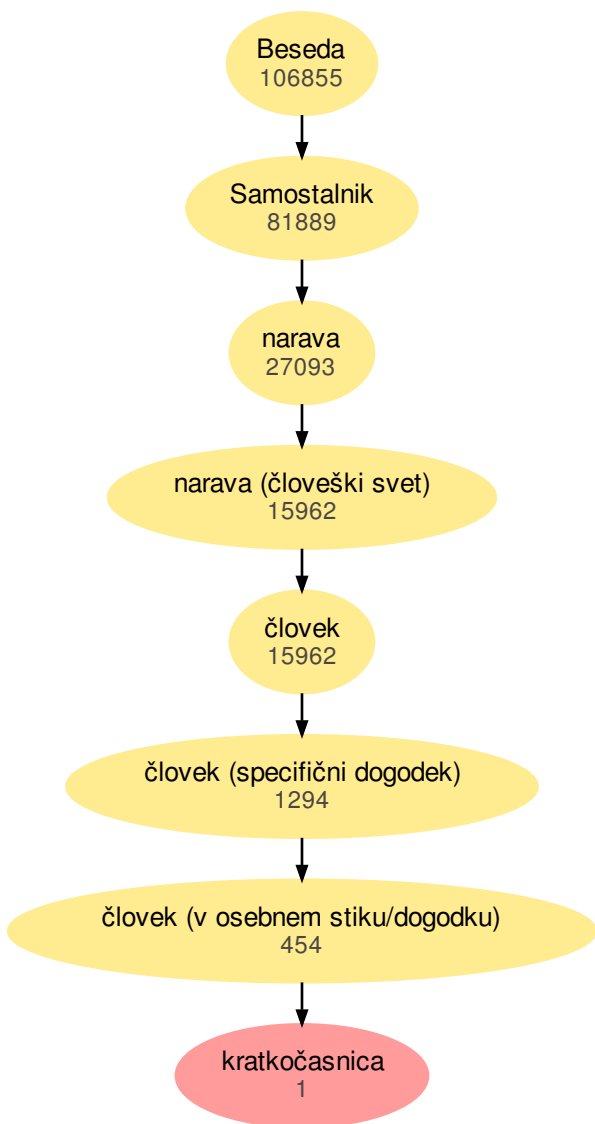 Beseda
106855
Samostalnik
81889
narava
27093
narava (človeški svet)
15962
človek
15962
človek (specifični dogodek)
1294
človek (v osebnem stiku/dogodku)
454
kratkočasnica
1